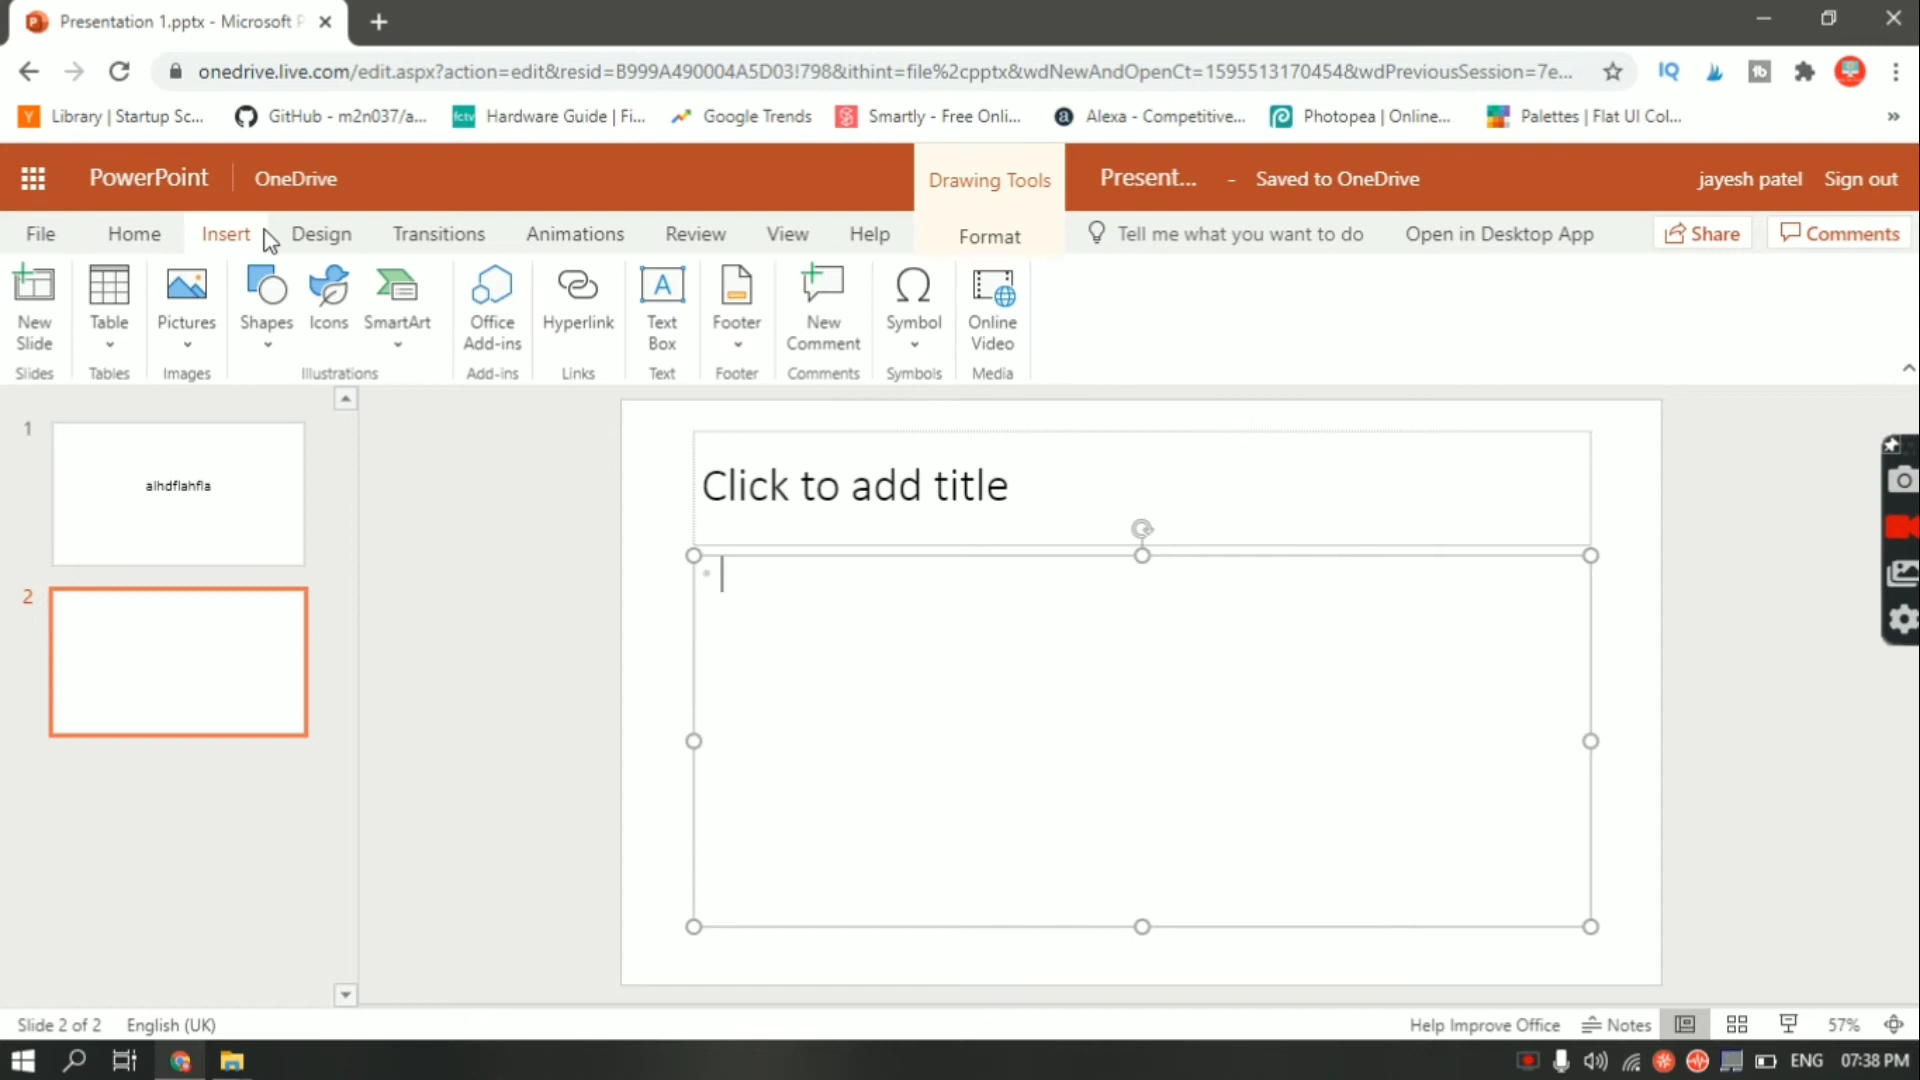 Presentation 1.pptx - Microsoft P
onedrive.live.com/edit.aspx?action=edit&resid=B999A490004A5D03!798&ithint=file%2cpptx&wdNewAndOpenCt=1595513170454&wdPreviousSession=7e...
Library | Startup Sc... GitHub - m2n037/a... Hardware Guide | Fi... Google Trends Smartly - Free Onli... Alexa - Competitive... Photopea | Online... Palettes | Flat UI Col... »
PowerPoint OneDrive Drawing Tools Present... - Saved to OneDrive jayesh patel Sign out
File Home Insert Design Transitions Animations Review View Help Format Tell me what you want to do Open in Desktop App Share Comments
New Slide Table Pictures Shapes Icons SmartArt Office Add-ins Hyperlink Text Box Footer New Comment Symbol Online Video
Slides Tables Images Illustrations Add-ins Links Text Footer Comments Symbols Media
1
alhdflahfla
2
Click to add title
Slide 2 of 2 English (UK) Help Improve Office Notes 57%
ENG 07:38 PM